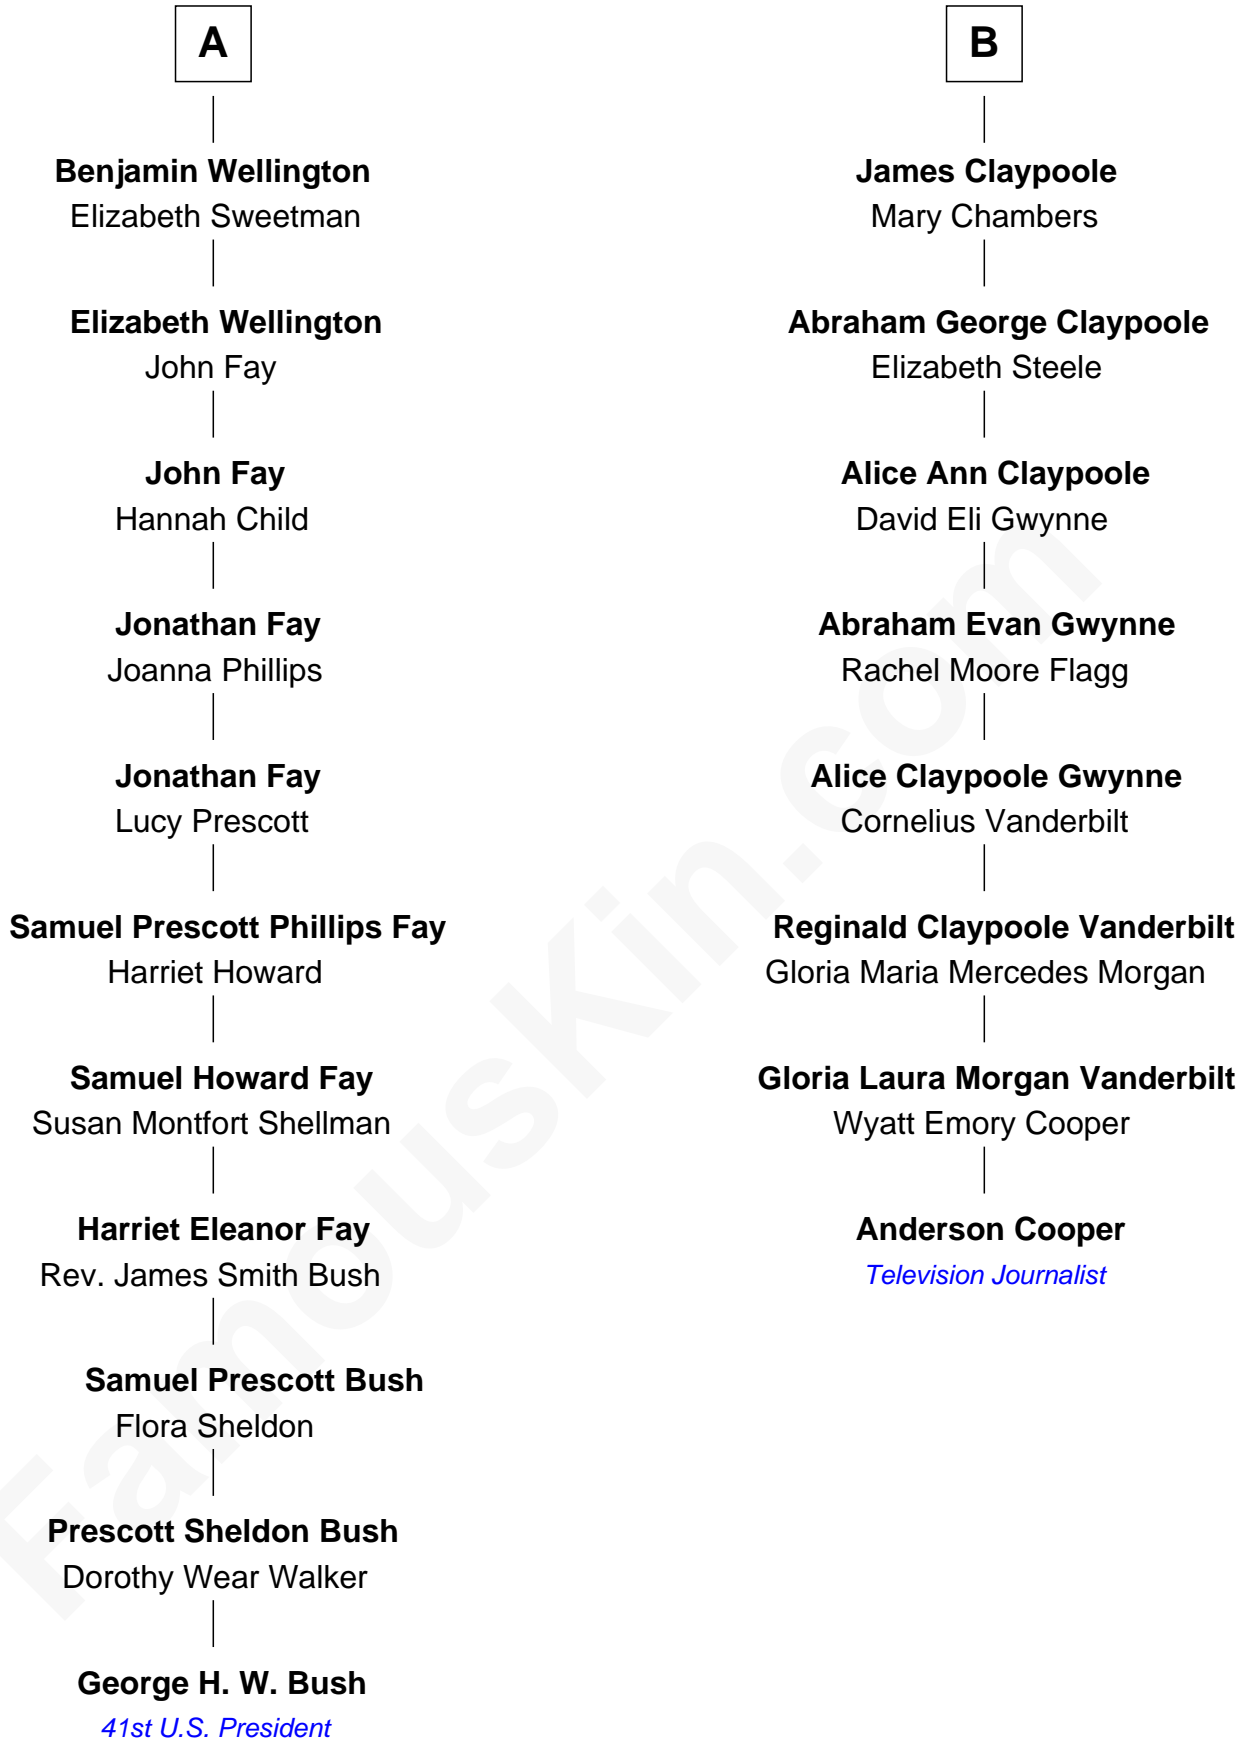 A
Benjamin Wellington
Elizabeth Sweetman
Elizabeth Wellington
John Fay
John Fay
Hannah Child
Jonathan Fay
Joanna Phillips
Jonathan Fay
Lucy Prescott
Samuel Prescott Phillips Fay
Harriet Howard
Samuel Howard Fay
Susan Montfort Shellman
Harriet Eleanor Fay
Rev. James Smith Bush
Samuel Prescott Bush
Flora Sheldon
Prescott Sheldon Bush
Dorothy Wear Walker
George H. W. Bush
41st U.S. President
B
James Claypoole
Mary Chambers
Abraham George Claypoole
Elizabeth Steele
Alice Ann Claypoole
David Eli Gwynne
Abraham Evan Gwynne
Rachel Moore Flagg
Alice Claypoole Gwynne
Cornelius Vanderbilt
Reginald Claypoole Vanderbilt
Gloria Maria Mercedes Morgan
Gloria Laura Morgan Vanderbilt
Wyatt Emory Cooper
Anderson Cooper
Television Journalist
FamousKin.com